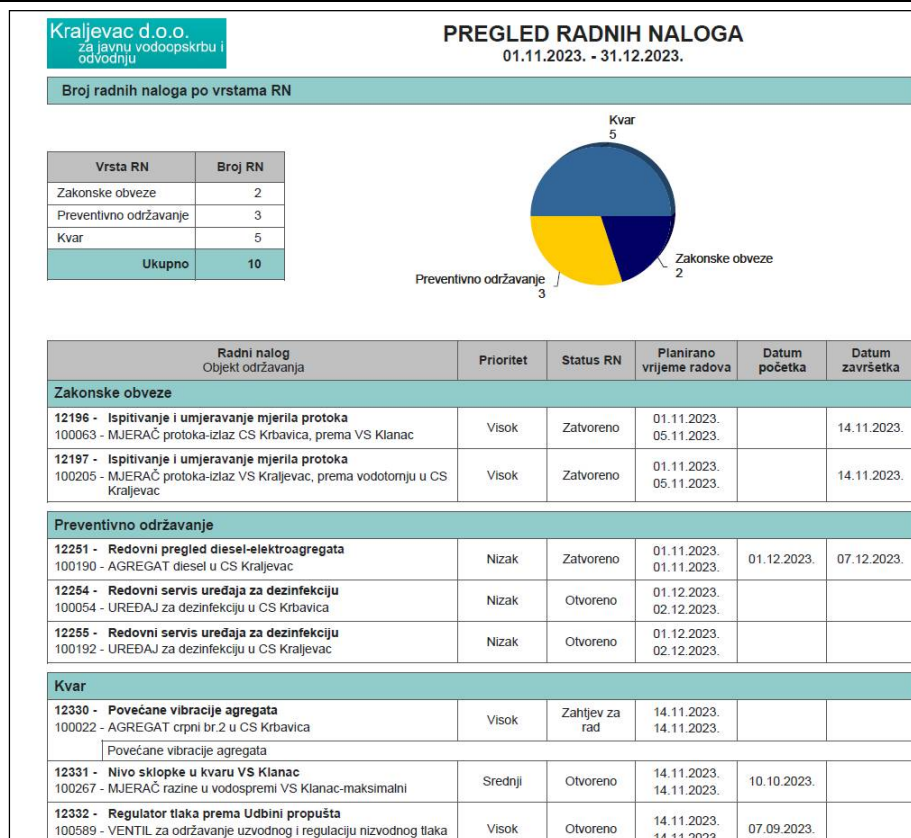 Kraljevac d.o.o.
za javnu vodoopskrbu i
odvodnju
PREGLED RADNIH NALOGA
01.11.2023. - 31.12.2023.
Broj radnih naloga po vrstama RN
Vrsta RN Broj RN
Zakonske obveze 2
Preventivno održavanje 3
Kvar 5
Ukupno 10
Kvar
5
Zakonske obveze
2
Preventivno održavanje
3
Radni nalog
Objekt održavanja
Prioritet
Status RN
Planirano
vrijeme radova
Datum
početka
Datum
završetka
Zakonske obveze
12196 - Ispitivanje i umjeravanje mjerila protoka
100063 - MJERAČ protoka-izlaz CS Krbavica, prema VS Klanac
Visok
Zatvoreno
01.11.2023.
05.11.2023.
14.11.2023.
12197 - Ispitivanje i umjeravanje mjerila protoka
100205 - MJERAČ protoka-izlaz VS Kraljevac, prema vodotornju u CS
Kraljevac
Visok
Zatvoreno
01.11.2023.
05.11.2023.
14.11.2023.
Preventivno održavanje
12251 - Redovni pregled diesel-elektroagregata
100190 - AGREGAT diesel u CS Kraljevac
Nizak
Zatvoreno
01.11.2023.
01.11.2023.
01.12.2023.
07.12.2023.
12254 - Redovni servis uređaja za dezinfekciju
100054 - UREĐAJ za dezinfekciju u CS Krbavica
Nizak
Otvoreno
01.12.2023.
02.12.2023.
12255 - Redovni servis uređaja za dezinfekciju
100192 - UREĐAJ za dezinfekciju u CS Kraljevac
Nizak
Otvoreno
01.12.2023.
02.12.2023.
Kvar
12330 - Povećane vibracije agregata
100022 - AGREGAT crpni br.2 u CS Krbavica
Visok
Zahtjev za
rad
14.11.2023.
14.11.2023.
Povećane vibracije agregata
12331 - Nivo sklopke u kvaru VS Klanac
100267 - MJERAČ razine u vodospremi VS Klanac-maksimalni
Srednji
Otvoreno
14.11.2023.
14.11.2023.
10.10.2023.
12332 - Regulator tlaka prema Udbini propušta
100589 - VENTIL za održavanje uzvodnog i regulaciju nizvodnog tlaka
Visok
Otvoreno
14.11.2023.
14.11.2023.
07.09.2023.